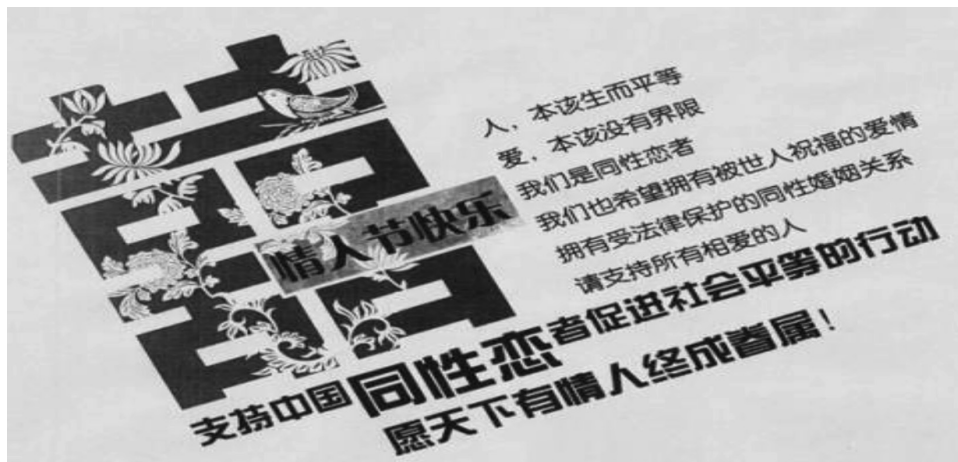 情人节快乐
人，本该生而平等
爱，本该没有界限
我们是同性恋者
我们也希望拥有被世人祝福的爱情
拥有受法律保护的同性婚姻关系
请支持所有相爱的人
支持中国同性恋者促进社会平等的行动
愿天下有情人终成眷属！